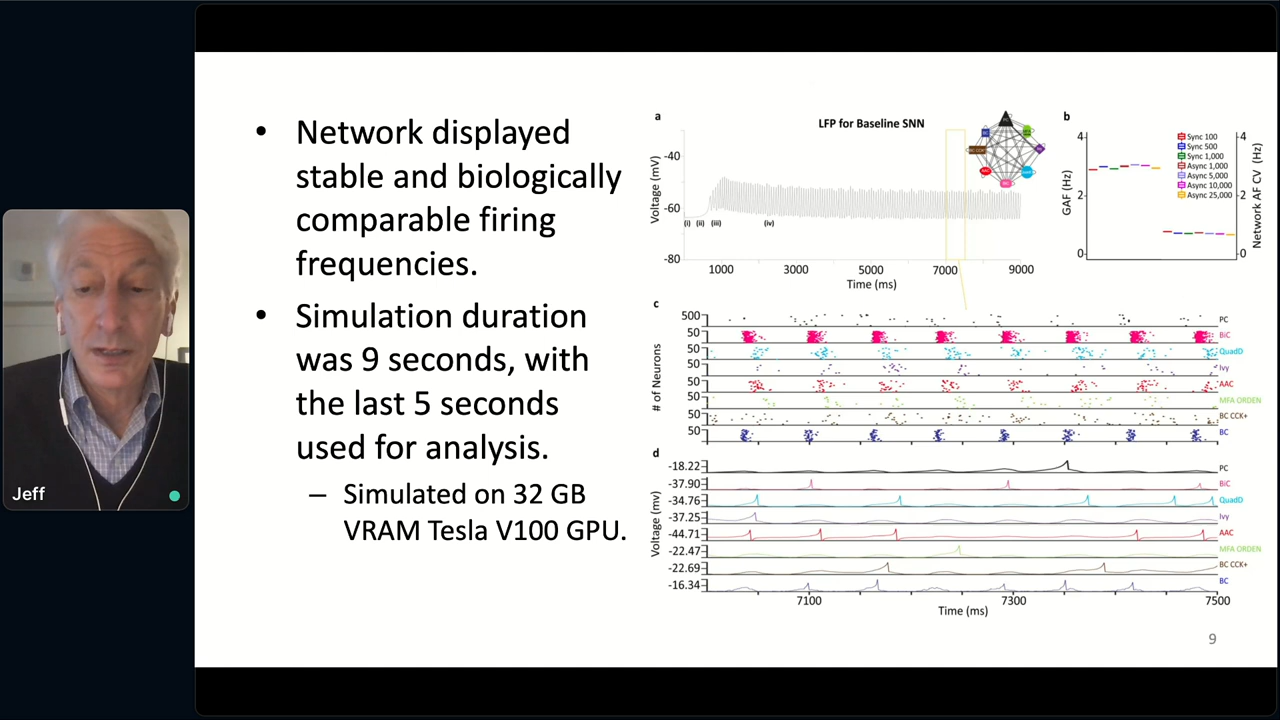 • Network displayed
stable and biologically
comparable firing
frequencies.
• Simulation duration
was 9 seconds, with
the last 5 seconds
used for analysis.
– Simulated on 32 GB
VRAM Tesla V100 GPU.
Jeff
a
LFP for Baseline SNN
Voltage (mV)
-40
-60
-80
(i) (ii) (iii) (iv)
1000 3000 5000 7000 9000
Time (ms)
b
GAF (Hz)
4
2
0
Sync 100
Sync 500
Sync 1,000
Async 1,000
Async 5,000
Async 10,000
Async 25,000
4
2
0
Network AF CV (Hz)
c
# of Neurons
500 PC
50 BiC
50 QuadD
50 Ivy
50 AAC
50 MFA ORDEN
50 BC CCK+
50 BC
d
Voltage (mv)
-18.22 PC
-37.90 BiC
-34.76 QuadD
-37.25 Ivy
-44.71 AAC
-22.47 MFA ORDEN
-22.69 BC CCK+
-16.34 BC
7100 7300 7500
Time (ms)
9